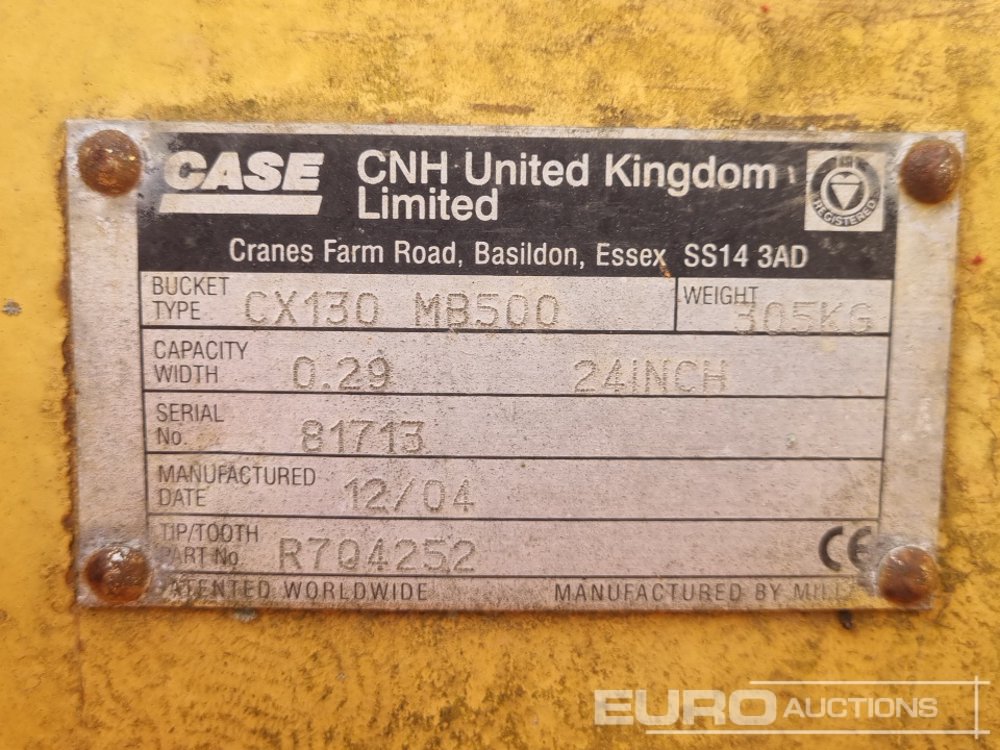 CASE
CNH United Kingdom
Limited
REGISTERED
Cranes Farm Road, Basildon, Essex SS14 3AD
BUCKET TYPE CX130 MB500 WEIGHT 305KG
CAPACITY WIDTH 0.29 24INCH
SERIAL No. 81713
MANUFACTURED DATE 12/04
TIP/TOOTH PART No R704252 CE
PATENTED WORLDWIDE MANUFACTURED BY
EURO AUCTIONS